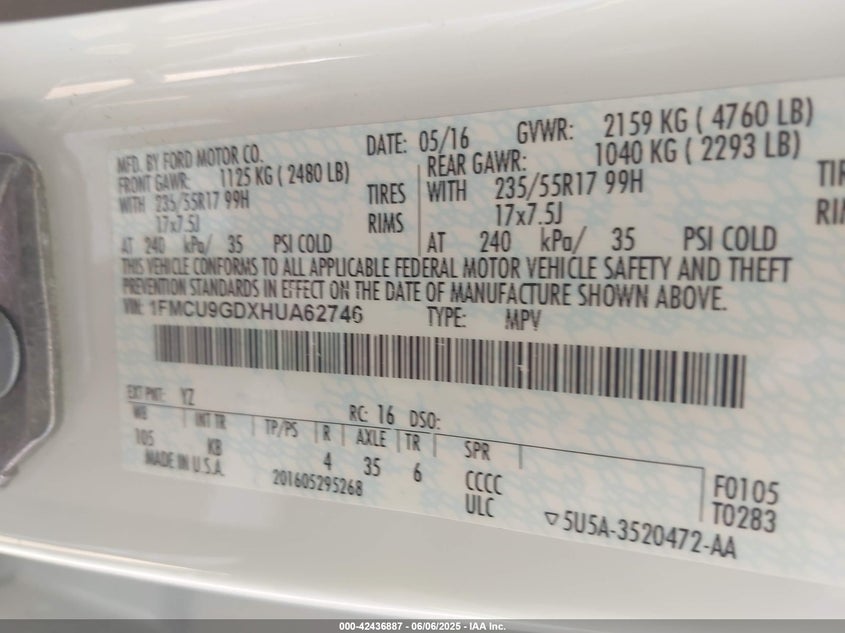 MFD. BY FORD MOTOR CO.
DATE: 05/16 GVWR: 2159 KG ( 4760 LB)
FRONT GAWR: 1125 KG ( 2480 LB) REAR GAWR: 1040 KG ( 2293 LB)
WITH 235/55R17 99H TIRES WITH 235/55R17 99H
17x7.5J RIMS 17x7.5J
AT 240 kPa/ 35 PSI COLD AT 240 kPa/ 35 PSI COLD
THIS VEHICLE CONFORMS TO ALL APPLICABLE FEDERAL MOTOR VEHICLE SAFETY AND THEFT
PREVENTION STANDARDS IN EFFECT ON THE DATE OF MANUFACTURE SHOWN ABOVE.
VIN: 1FMCU9GDXHUA62746 TYPE: MPV
EXT PNT: YZ RC: 16 DSO:
WB INT TR TP/PS R AXLE TR SPR
105 KB 4 35 6 CCCC
MADE IN U.S.A. 201605295268 ULC
F0105
T0283
5U5A-3520472-AA
000-42436887 | 06/06/2025 - IAA Inc.